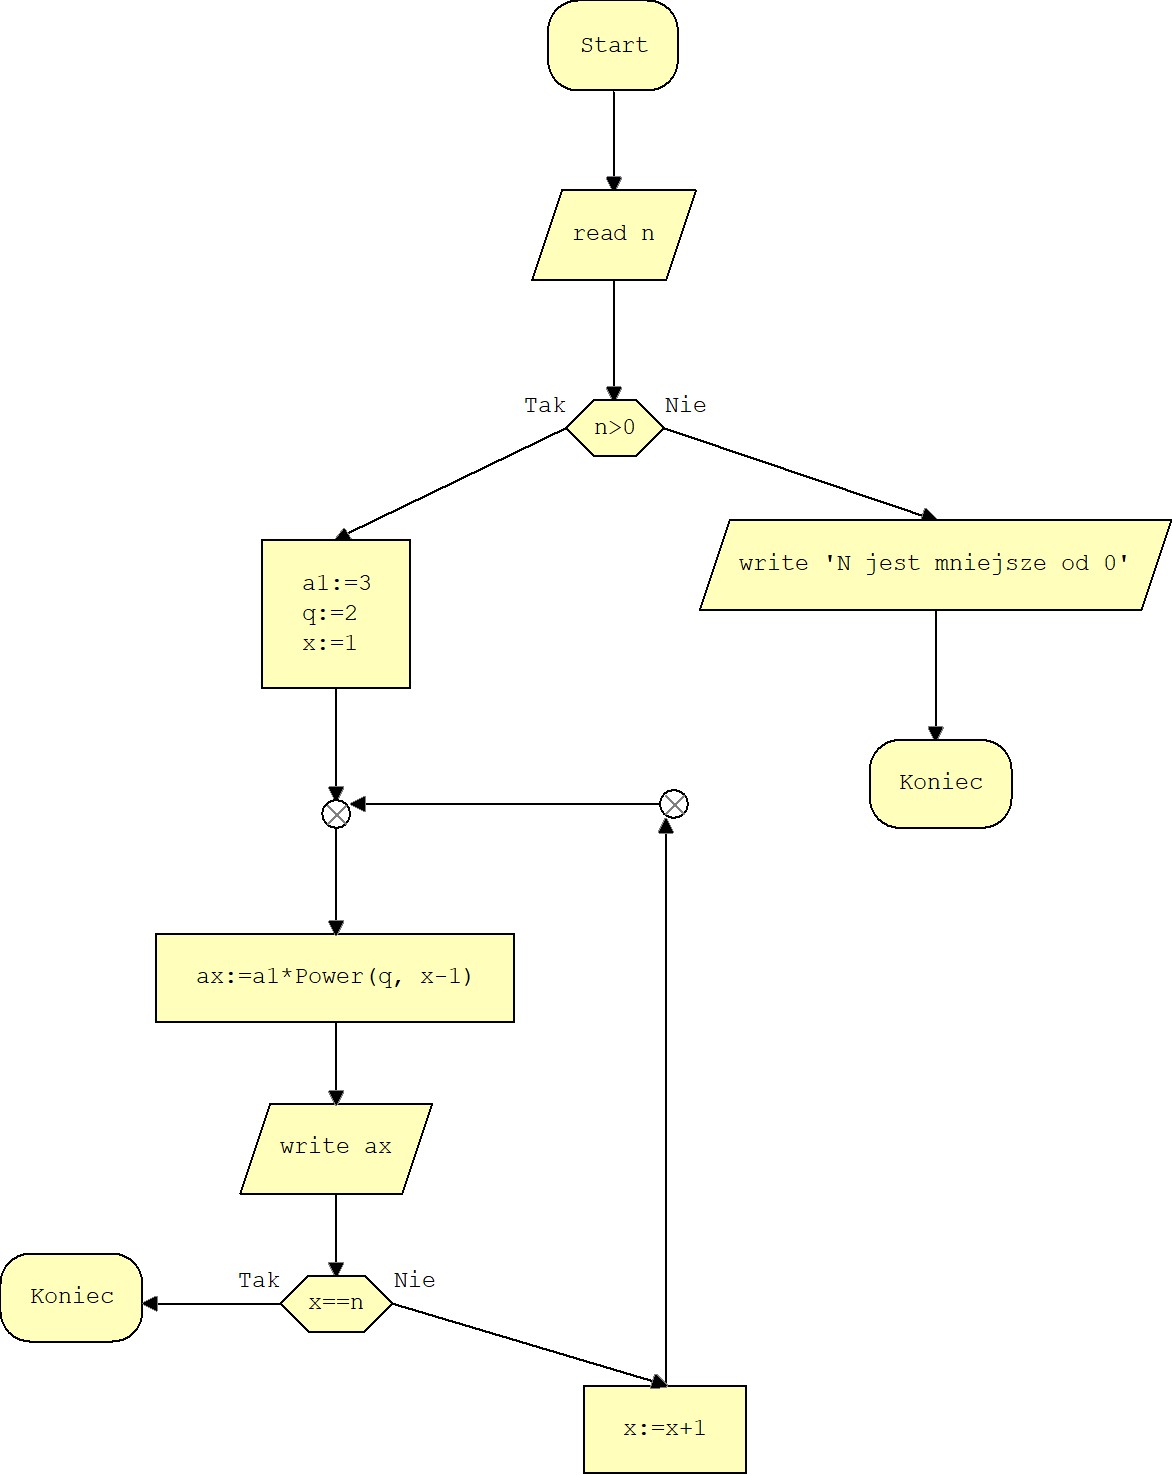 Start
read n
Tak
Nie
n>0
a1:=3
q:=2
x:=1
write 'N jest mniejsze od 0'
Koniec
ax:=a1*Power(q, x-1)
write ax
Tak
Nie
x==n
Koniec
x:=x+1